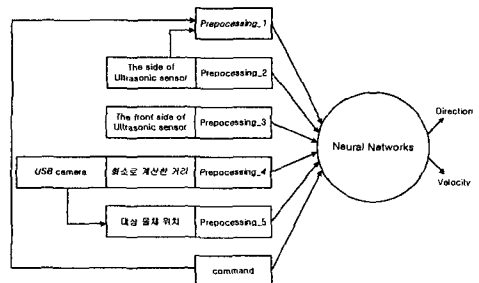 Prepocessing_1
The side of
Ultrasonic sensor
Prepocessing_2
The front side of
Ultrasonic sensor
Prepocessing_3
USB camera
화소로 계산한 거리
Prepocessing_4
대상 물체 위치
Prepocessing_5
command
Neural Networks
Direction
Velocity